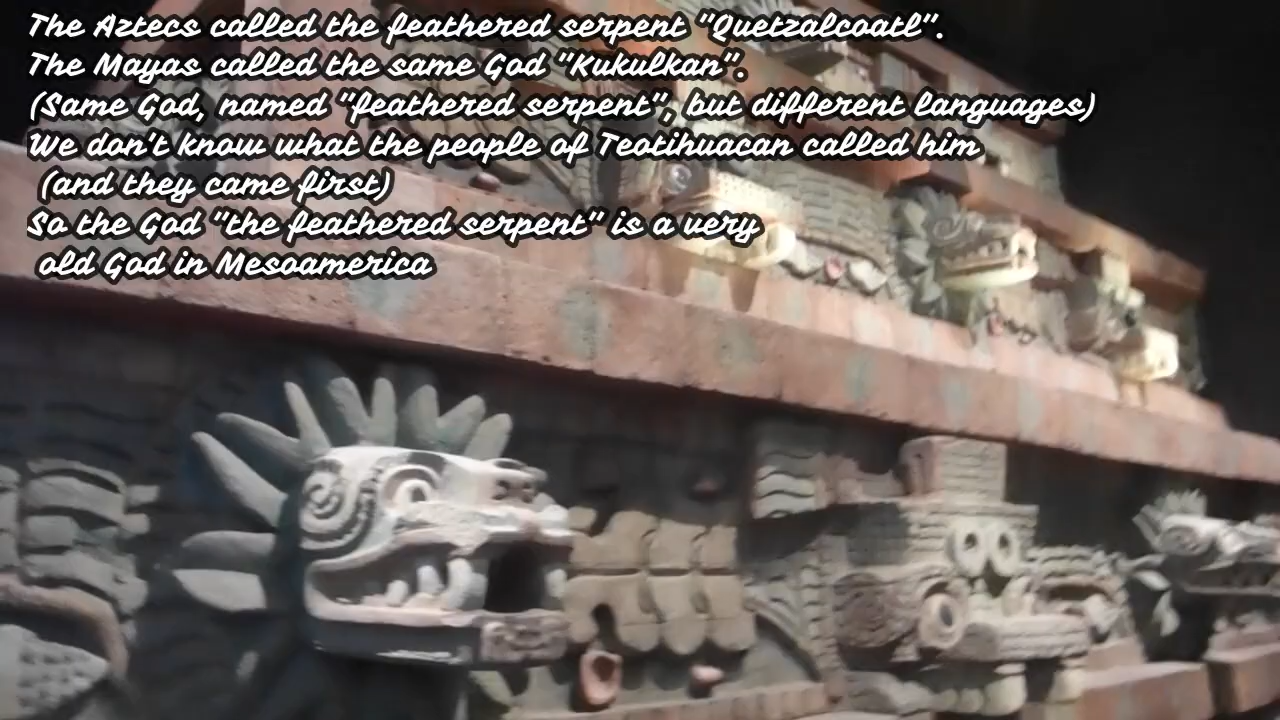 The Aztecs called the feathered serpent "Quetzalcoatl".
The Mayas called the same God "Kukulkan".
(Same God, named "feathered serpent", but different languages)
We don't know what the people of Teotihuacan called him
(and they came first)
So the God "the feathered serpent" is a very
old God in Mesoamerica